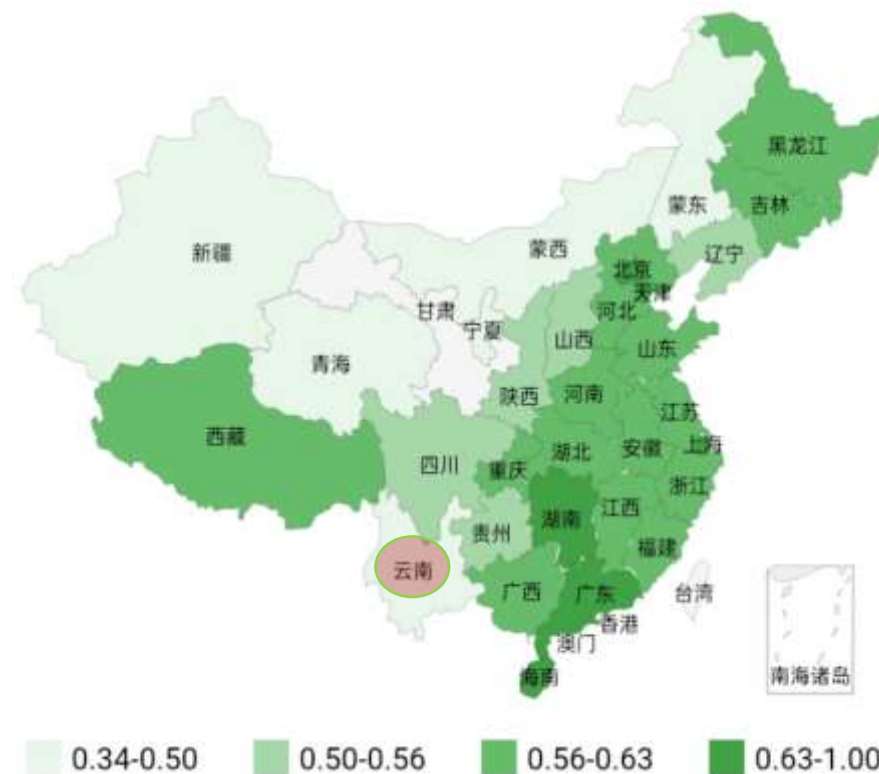 黑龙江
蒙东
吉林
新疆
蒙西
辽宁
北京
天津
甘肃
河北
宁夏
山西
山东
青海
陕西
河南
江苏
西藏
四川
重庆
湖北
安徽
上海
浙江
贵州
湖南
江西
福建
云南
广西
广东
台湾
香港
澳门
海南
南海诸岛
0.34-0.50
0.50-0.56
0.56-0.63
0.63-1.00